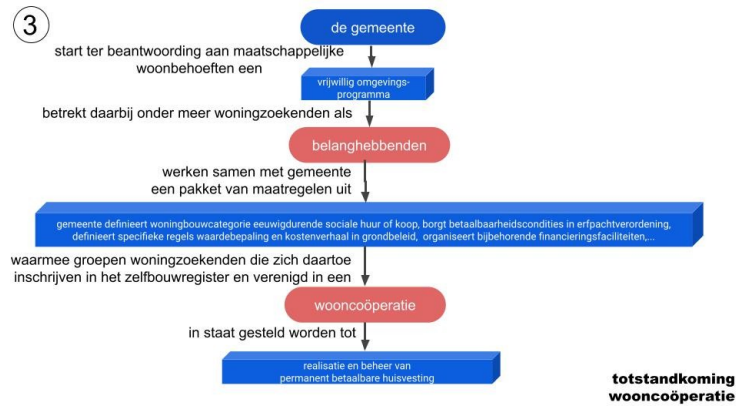 3
de gemeente
start ter beantwoording aan maatschappelijke
woonbehoeften een
vrijwillig omgevings-
programma
betrekt daarbij onder meer woningzoekenden als
belanghebbenden
werken samen met gemeente
een pakket van maatregelen uit
gemeente definieert woningbouwcategorie eeuwigdurende sociale huur of koop, borgt betaalbaarheidscondities in erfpachtverordening,
definieert specifieke regels waardebepaling en kostenverhaal in grondbeleid, organiseert bijbehorende financieringsfaciliteiten,...
waarmee groepen woningzoekenden die zich daartoe
inschrijven in het zelfbouwregister en verenigd in een
wooncoöperatie
in staat gesteld worden tot
realisatie en beheer van
permanent betaalbare huisvesting
totstandkoming
wooncoöperatie